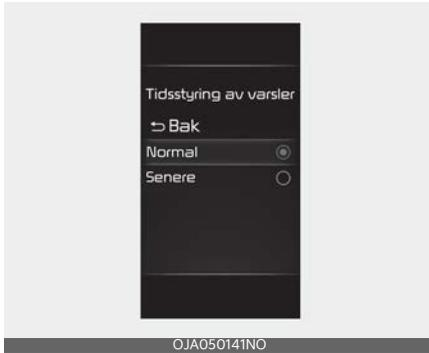 Tidsstyring av varsler
⮌ Bak
Normal
Senere
OJA050141NO